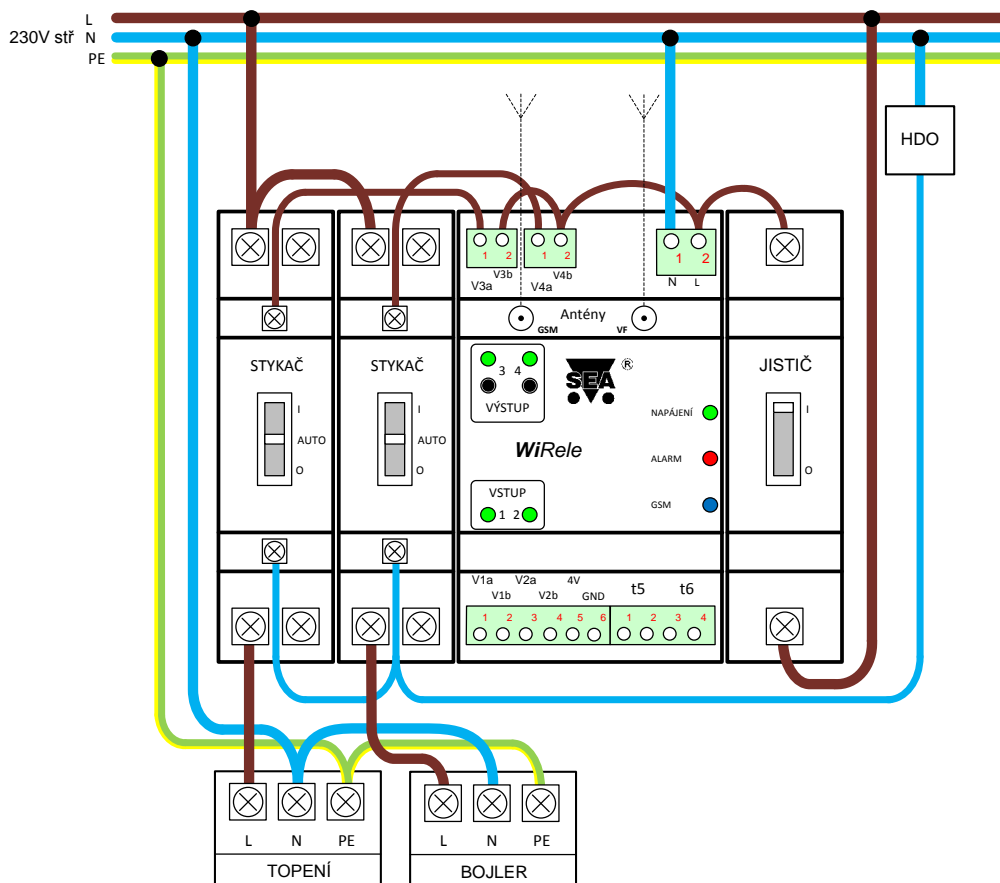 L
230V stř N
PE
HDO
1 2 1 2 1 2
V3b V4b
V3a V4a
N L
Antény
GSM VF
STYKAČ STYKAČ JISTIČ
3 4
VÝSTUP
SEA ®
I I I
NAPÁJENÍ
AUTO AUTO
WiRele
ALARM
O O O
VSTUP
1 2
GSM
V1a V2a 4V
V1b V2b GND
t5 t6
1 2 3 4 5 6 1 2 3 4
L N PE L N PE
TOPENÍ BOJLER